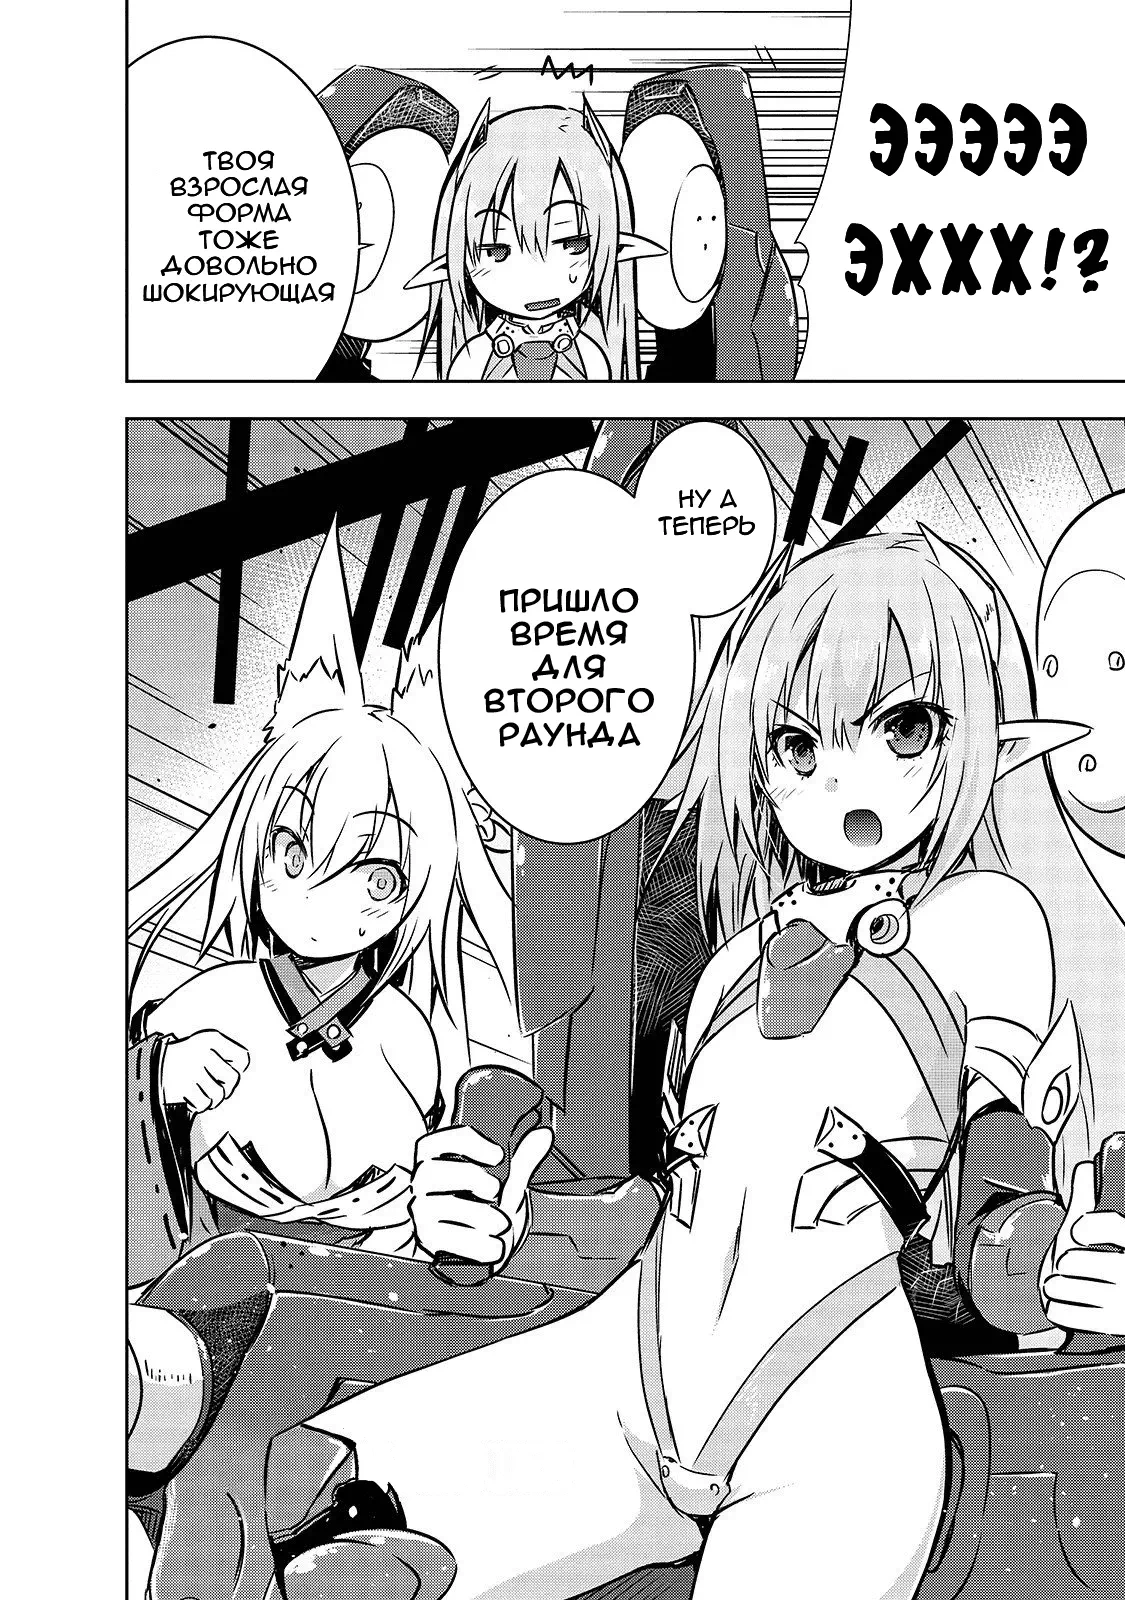 ЭЭЭЭЭ
ЭХХХ!?
ТВОЯ
ВЗРОСЛАЯ
ФОРМА
ТОЖЕ
ДОВОЛЬНО
ШОКИРУЮЩАЯ
НУ А
ТЕПЕРЬ
ПРИШЛО
ВРЕМЯ
ДЛЯ
ВТОРОГО
РАУНДА